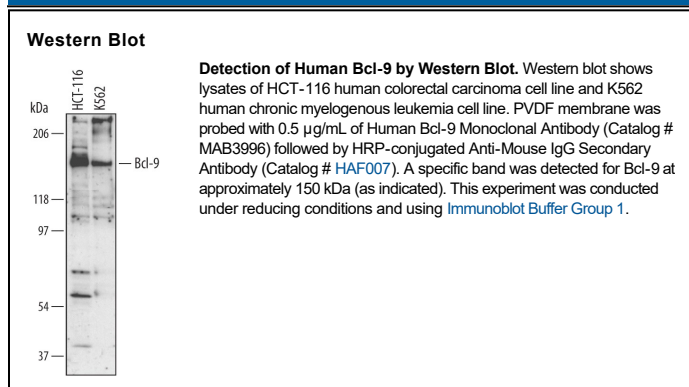 Western Blot
HCT-116
K562
kDa
206
Bcl-9
118
97
54
37
Detection of Human Bcl-9 by Western Blot. Western blot shows
lysates of HCT-116 human colorectal carcinoma cell line and K562
human chronic myelogenous leukemia cell line. PVDF membrane was
probed with 0.5 µg/mL of Human Bcl-9 Monoclonal Antibody (Catalog #
MAB3996) followed by HRP-conjugated Anti-Mouse IgG Secondary
Antibody (Catalog # HAF007). A specific band was detected for Bcl-9 at
approximately 150 kDa (as indicated). This experiment was conducted
under reducing conditions and using Immunoblot Buffer Group 1.